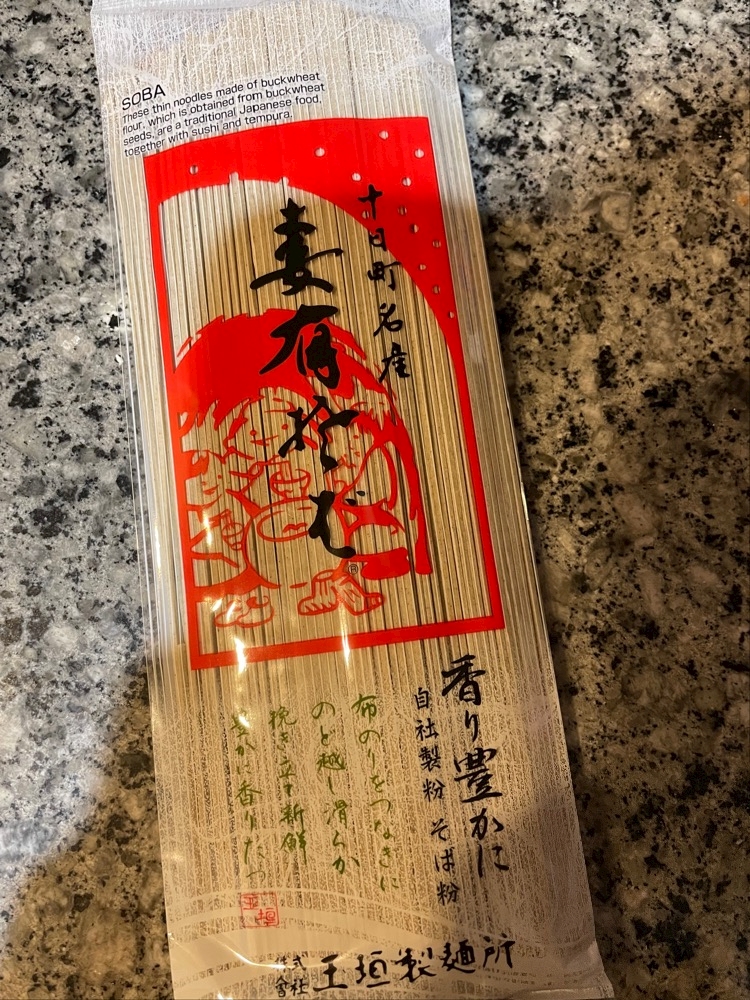 SOBA
These thin noodles made of buckwheat
flour, which is obtained from buckwheat
seeds, are a traditional Japanese food,
together with sushi and tempura.
十日町名産
妻有そば
®
香り豊かに
自社製粉 そば粉
布のりをつなぎに
のど越し滑らか
挽き立て新鮮
豊かに香りたつ
玉垣
株式会社
玉垣製麺所